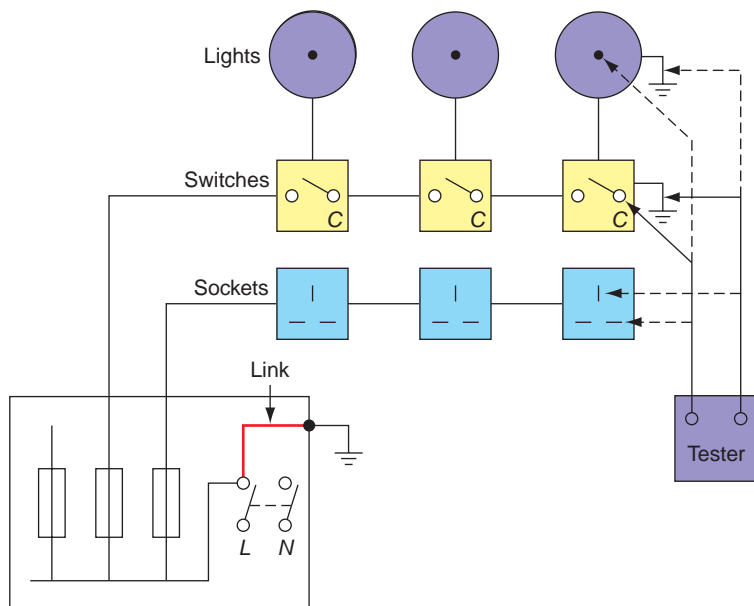 Lights
Switches
C
C
C
Sockets
Link
Tester
L
N